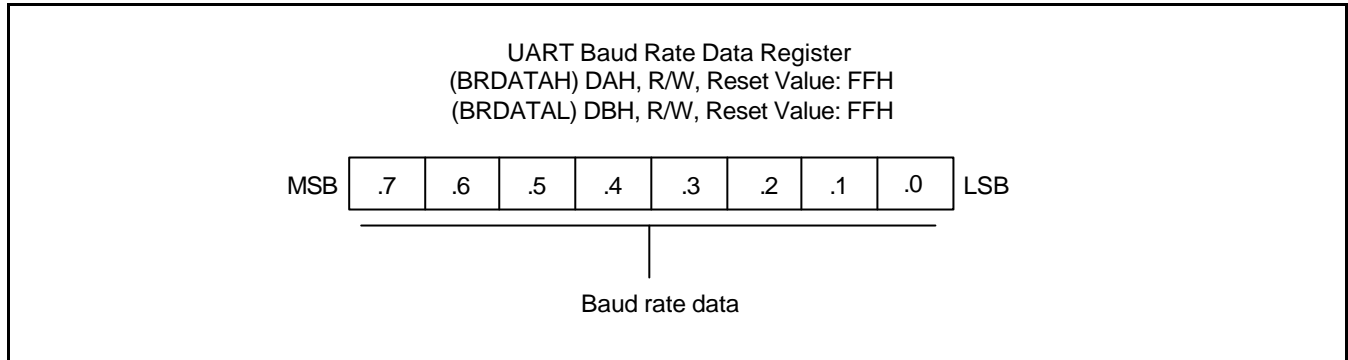 UART Baud Rate Data Register
(BRDATAH) DAH, R/W, Reset Value: FFH
(BRDATAL) DBH, R/W, Reset Value: FFH
MSB .7 .6 .5 .4 .3 .2 .1 .0 LSB
Baud rate data